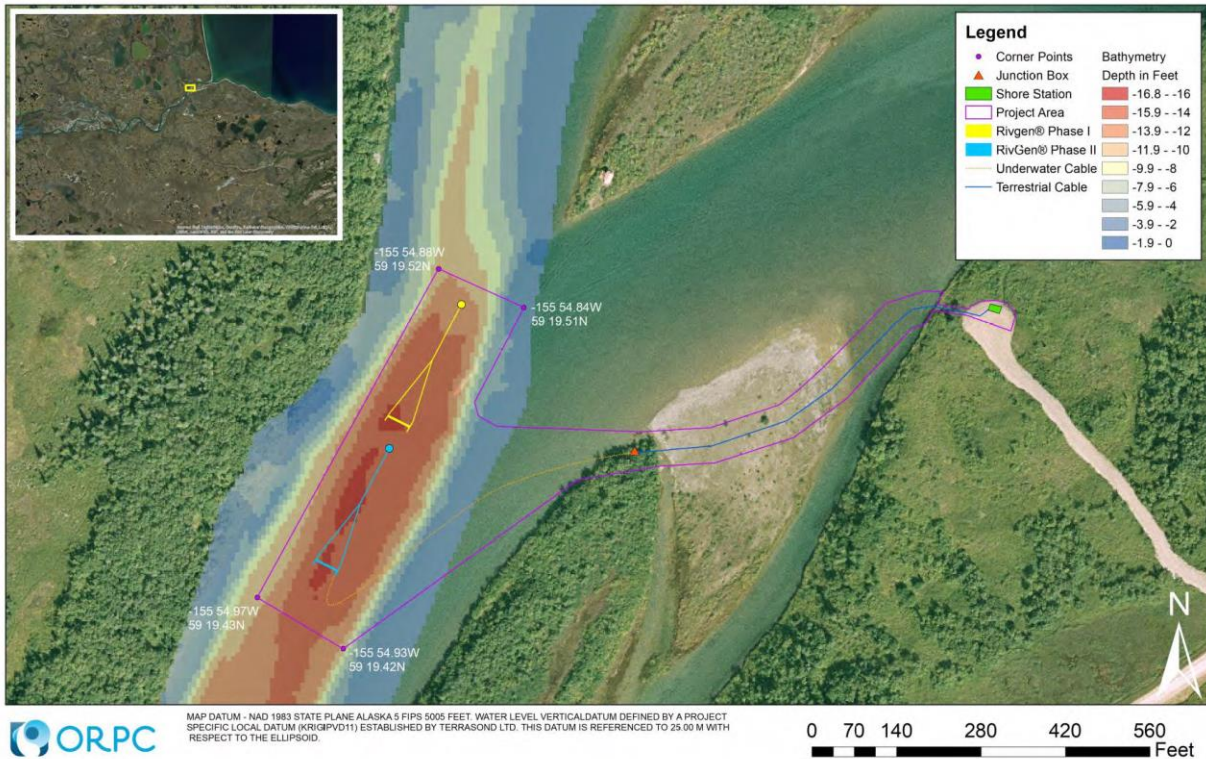 Legend
Corner Points
Junction Box
Shore Station
Project Area
Rivgen® Phase I
RivGen® Phase II
Underwater Cable
Terrestrial Cable
Bathymetry
Depth in Feet
-16.8 - -16
-15.9 - -14
-13.9 - -12
-11.9 - -10
-9.9 - -8
-7.9 - -6
-5.9 - -4
-3.9 - -2
-1.9 - 0
-155 54.88W
59 19.52N
-155 54.84W
59 19.51N
-155 54.97W
59 19.43N
-155 54.93W
59 19.42N
N
ORPC
MAP DATUM - NAD 1983 STATE PLANE ALASKA 5 FIPS 5005 FEET. WATER LEVEL VERTICALDATUM DEFINED BY A PROJECT
SPECIFIC LOCAL DATUM (KRIGIPVD11) ESTABLISHED BY TERRASOND LTD. THIS DATUM IS REFERENCED TO 25.00 M WITH
RESPECT TO THE ELLIPSOID.
0 70 140 280 420 560
Feet